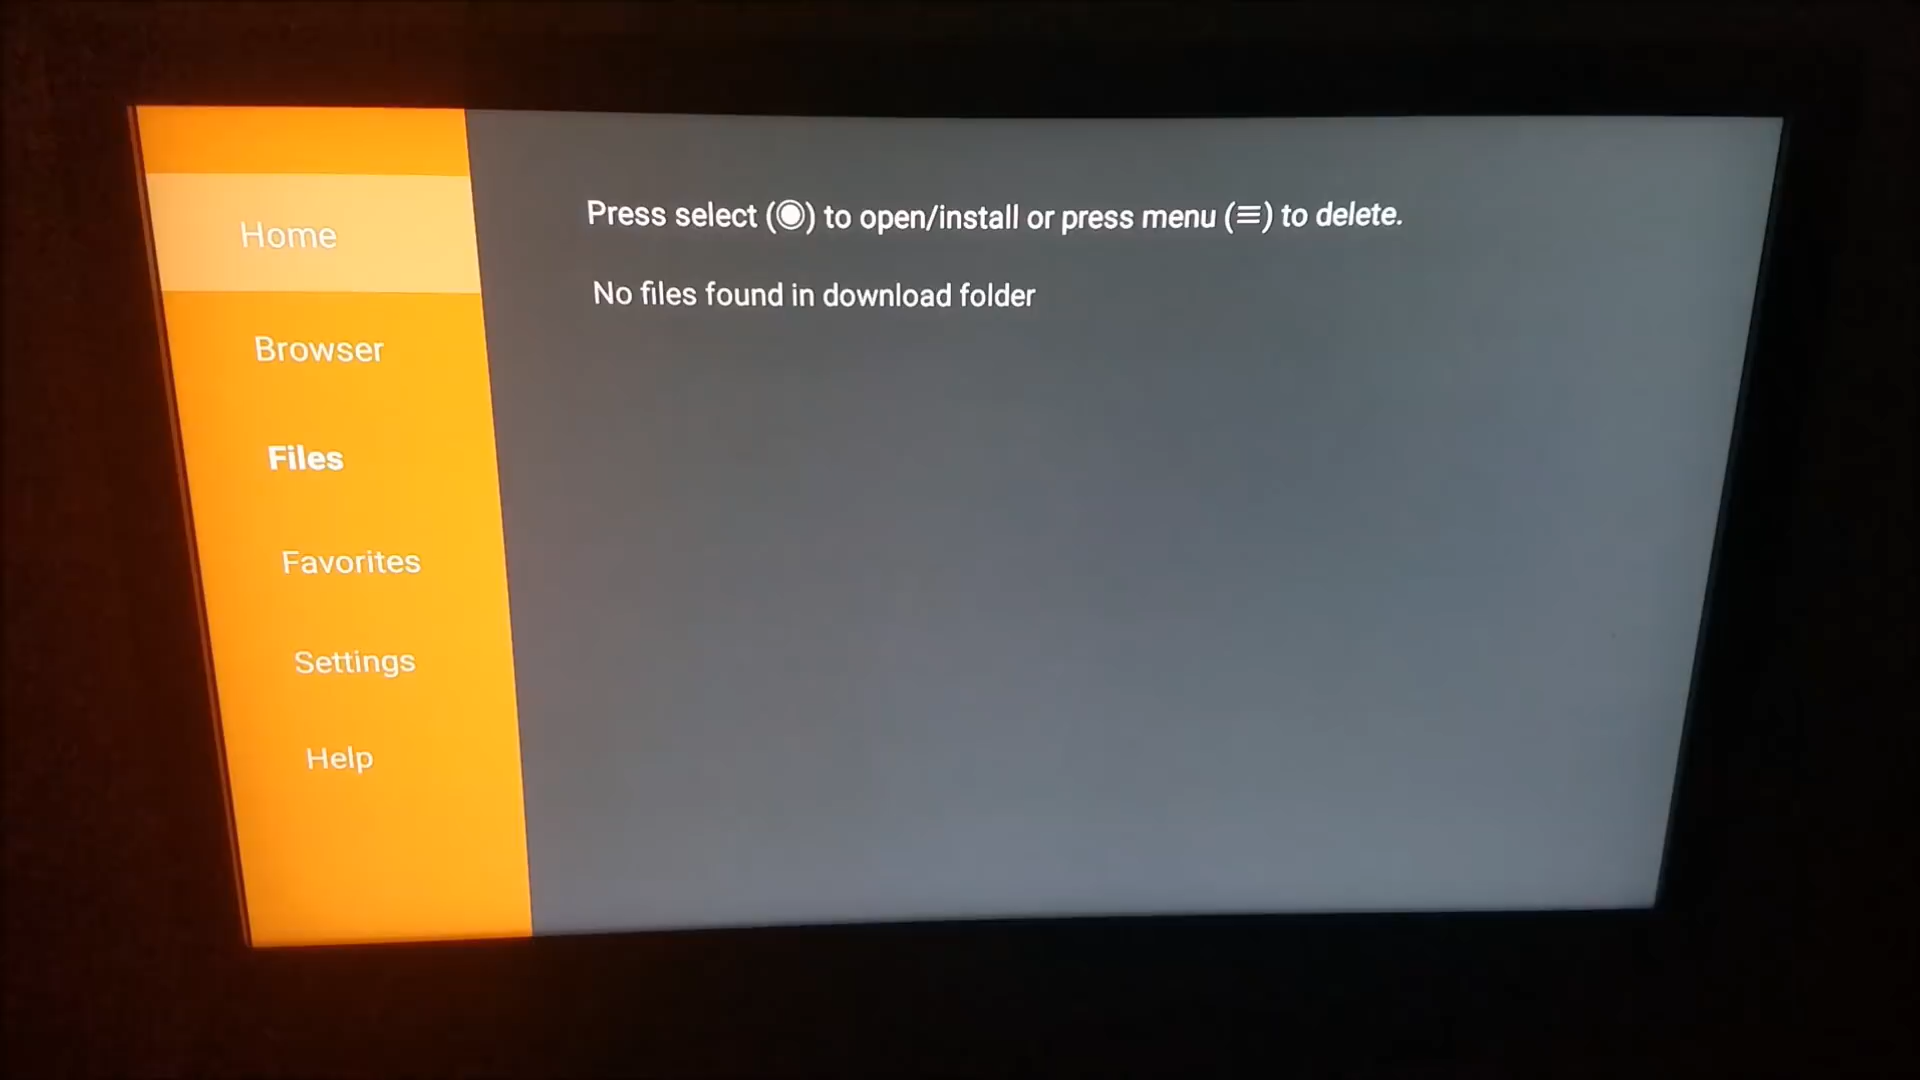 Home
Browser
Files
Favorites
Settings
Help
Press select (◉) to open/install or press menu (≡) to delete.
No files found in download folder